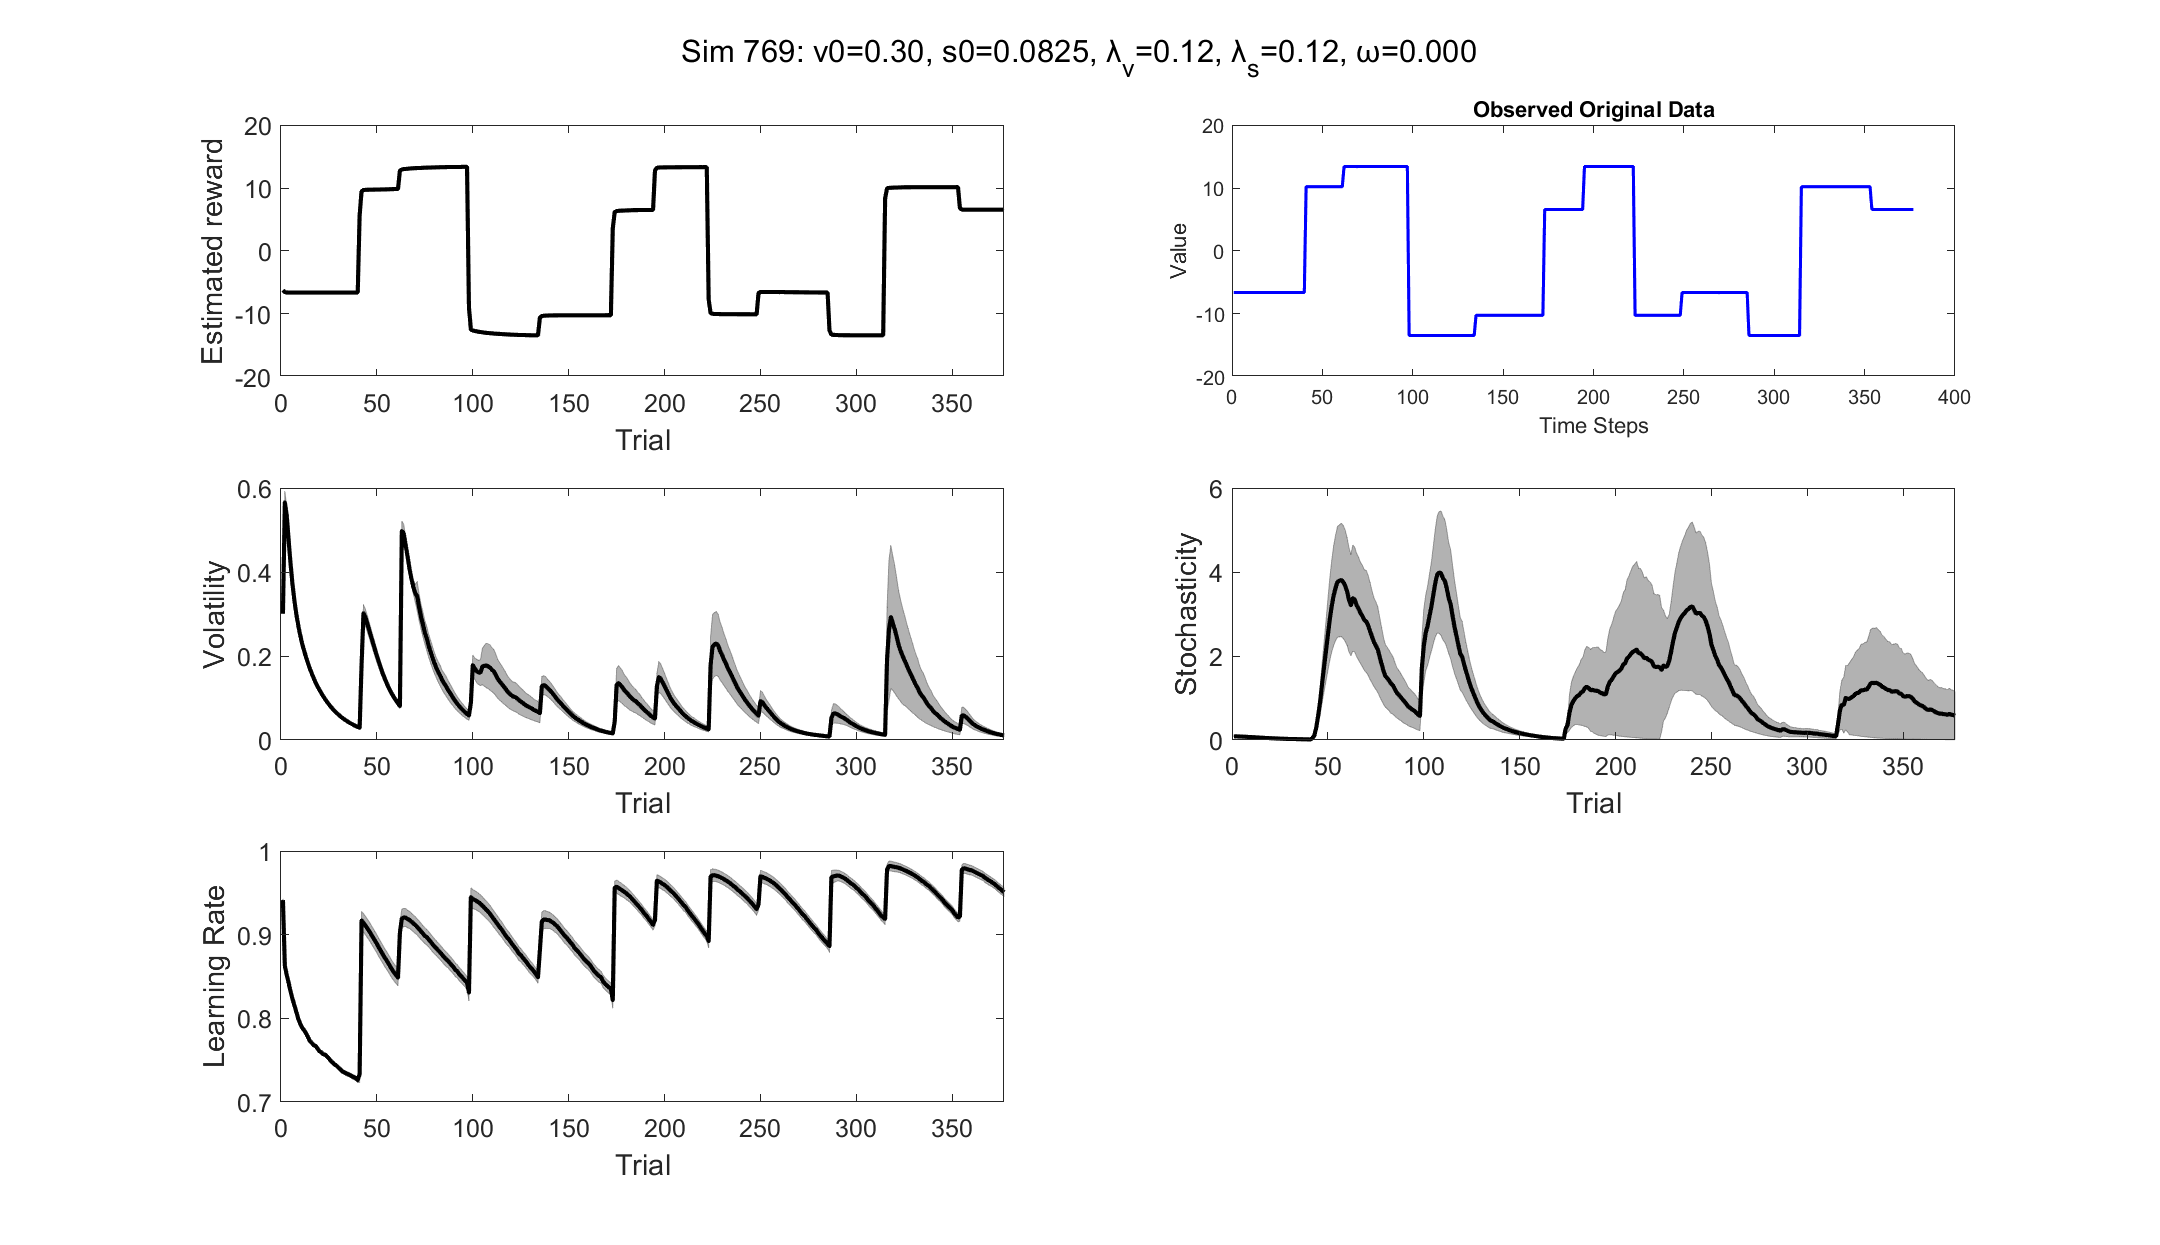 Sim 769: v0=0.30, s0=0.0825, λv=0.12, λs=0.12, ω=0.000
Estimated reward
20
10
0
-10
-20
0 50 100 150 200 250 300 350
Trial
Observed Original Data
Value
20
10
0
-10
-20
0 50 100 150 200 250 300 350 400
Time Steps
Volatility
0.6
0.4
0.2
0
0 50 100 150 200 250 300 350
Trial
Stochasticity
6
4
2
0
0 50 100 150 200 250 300 350
Trial
Learning Rate
1
0.9
0.8
0.7
0 50 100 150 200 250 300 350
Trial